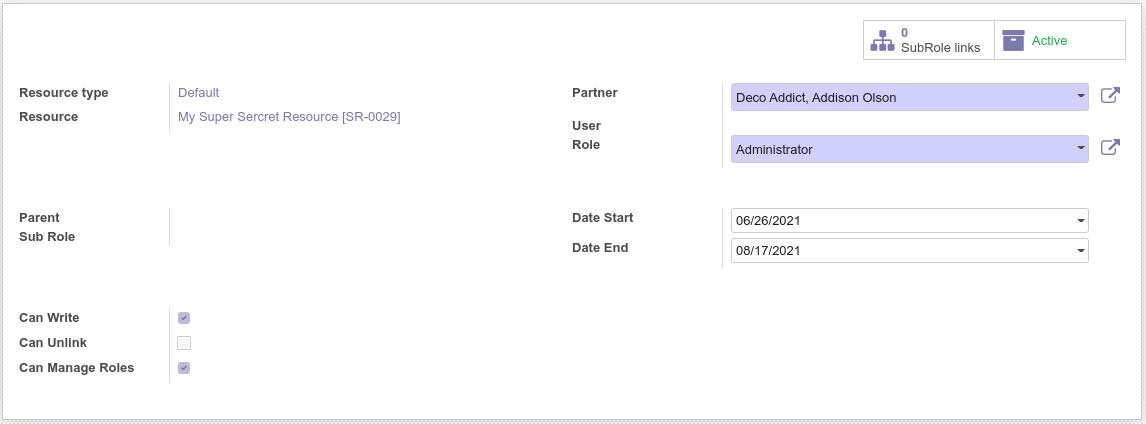 0
SubRole links
Active
Resource type Default
Resource My Super Sercret Resource [SR-0029]
Partner Deco Addict, Addison Olson
User
Role Administrator
Parent
Sub Role
Date Start 06/26/2021
Date End 08/17/2021
Can Write
Can Unlink
Can Manage Roles